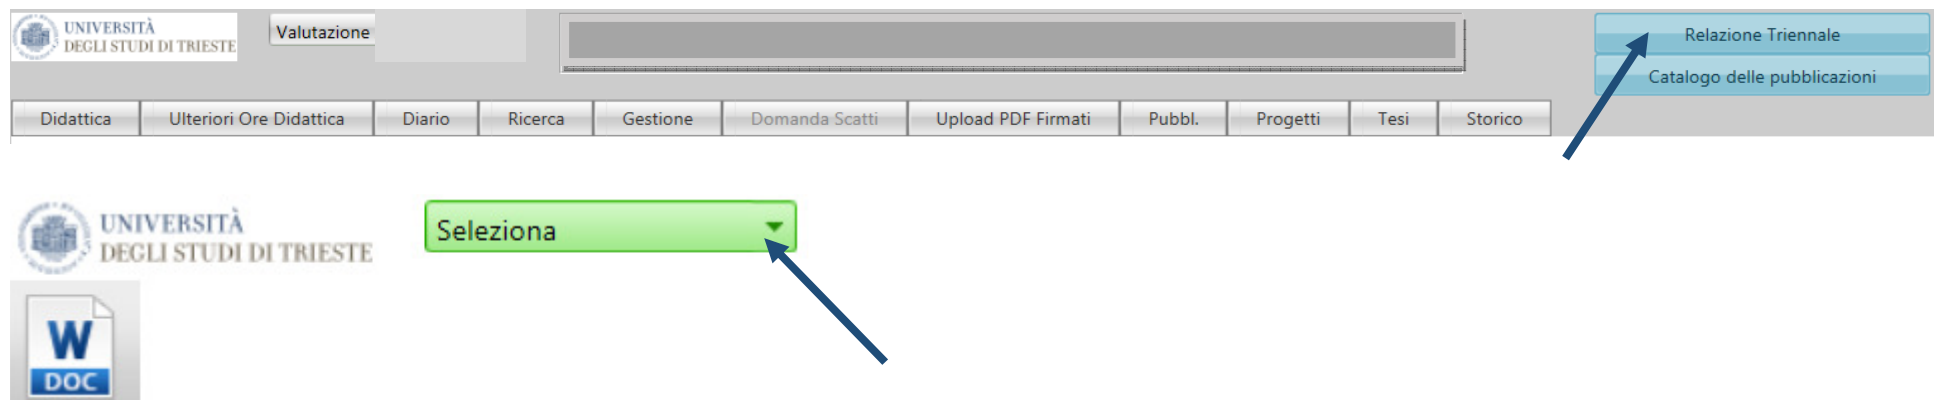 UNIVERSITÀ
DEGLI STUDI DI TRIESTE
Valutazione
Relazione Triennale
Catalogo delle pubblicazioni
Didattica Ulteriori Ore Didattica Diario Ricerca Gestione Domanda Scatti Upload PDF Firmati Pubbl. Progetti Tesi Storico
UNIVERSITÀ
DEGLI STUDI DI TRIESTE
Seleziona
W
DOC